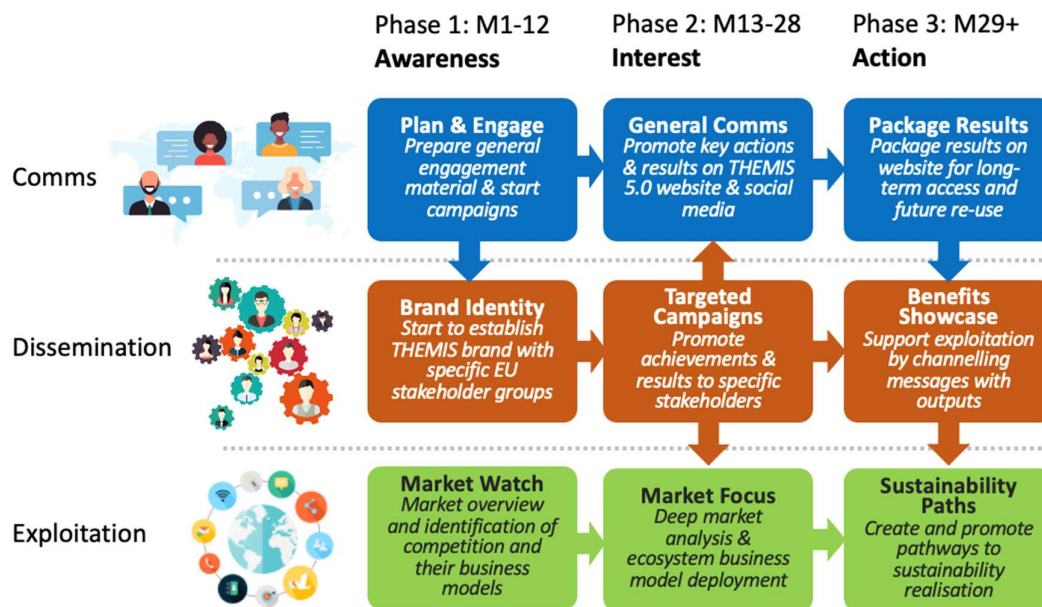 Phase 1: M1-12
Awareness
Phase 2: M13-28
Interest
Phase 3: M29+
Action
Comms
Plan & Engage
Prepare general
engagement
material & start
campaigns
General Comms
Promote key actions
& results on THEMIS
5.0 website & social
media
Package Results
Package results on
website for long-
term access and
future re-use
Dissemination
Brand Identity
Start to establish
THEMIS brand with
specific EU
stakeholder groups
Targeted
Campaigns
Promote
achievements &
results to specific
stakeholders
Benefits
Showcase
Support exploitation
by channelling
messages with
outputs
Exploitation
Market Watch
Market overview
and identification of
competition and
their business
models
Market Focus
Deep market
analysis &
ecosystem business
model deployment
Sustainability
Paths
Create and promote
pathways to
sustainability
realisation